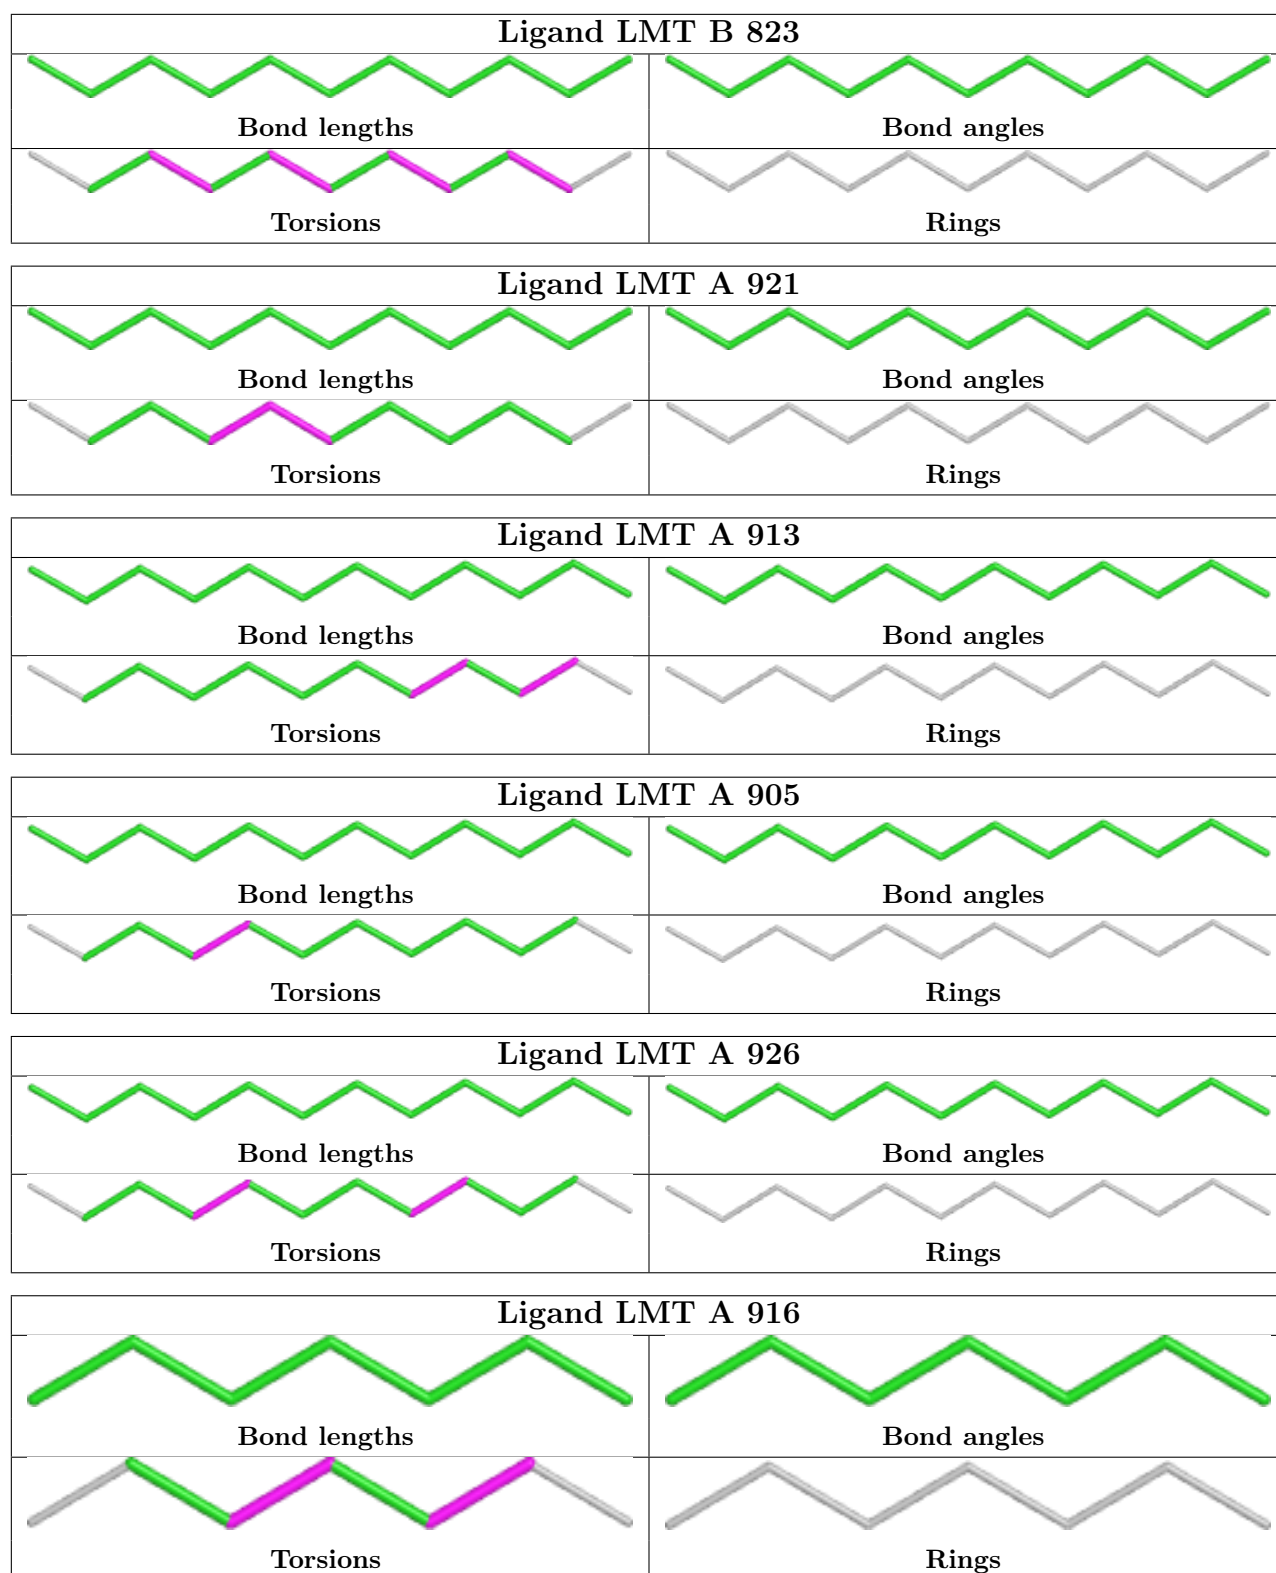 Ligand LMT B 823
Bond lengths Bond angles
Torsions Rings
Ligand LMT A 921
Bond lengths Bond angles
Torsions Rings
Ligand LMT A 913
Bond lengths Bond angles
Torsions Rings
Ligand LMT A 905
Bond lengths Bond angles
Torsions Rings
Ligand LMT A 926
Bond lengths Bond angles
Torsions Rings
Ligand LMT A 916
Bond lengths Bond angles
Torsions Rings